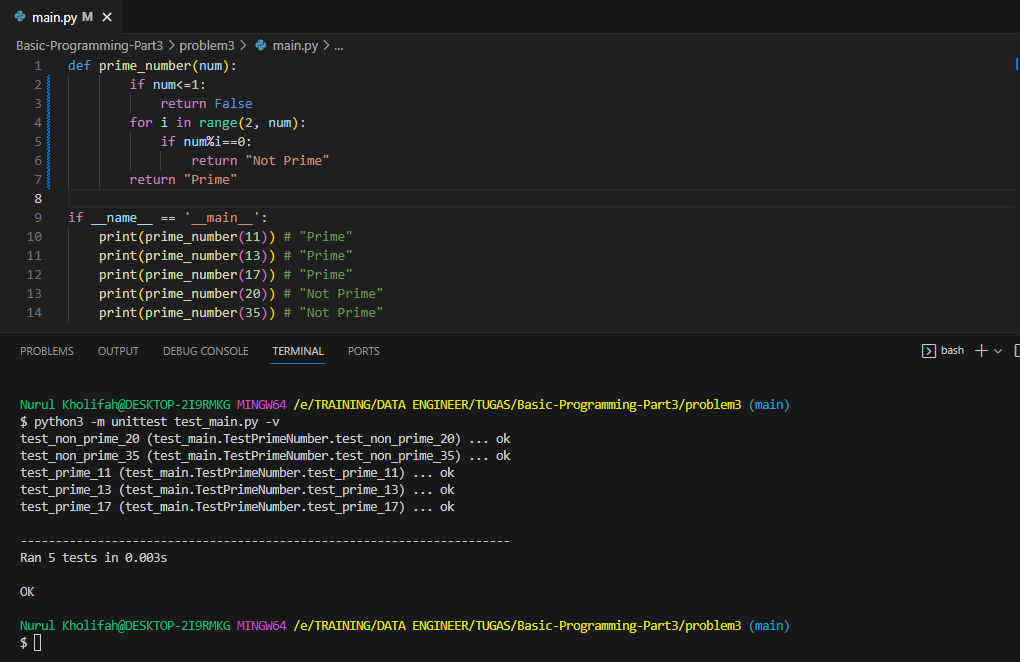 main.py M
Basic-Programming-Part3 > problem3 > main.py > ...
1 def prime_number(num):
2         if num<=1:
3             return False
4         for i in range(2, num):
5             if num%i==0:
6                 return "Not Prime"
7         return "Prime"
8
9 if __name__ == '__main__':
10     print(prime_number(11)) # "Prime"
11     print(prime_number(13)) # "Prime"
12     print(prime_number(17)) # "Prime"
13     print(prime_number(20)) # "Not Prime"
14     print(prime_number(35)) # "Not Prime"
PROBLEMS OUTPUT DEBUG CONSOLE TERMINAL PORTS bash
Nurul Kholifah@DESKTOP-2I9RMKG MINGW64 /e/TRAINING/DATA ENGINEER/TUGAS/Basic-Programming-Part3/problem3 (main)
$ python3 -m unittest test_main.py -v
test_non_prime_20 (test_main.TestPrimeNumber.test_non_prime_20) ... ok
test_non_prime_35 (test_main.TestPrimeNumber.test_non_prime_35) ... ok
test_prime_11 (test_main.TestPrimeNumber.test_prime_11) ... ok
test_prime_13 (test_main.TestPrimeNumber.test_prime_13) ... ok
test_prime_17 (test_main.TestPrimeNumber.test_prime_17) ... ok
----------------------------------------------------------------------
Ran 5 tests in 0.003s
OK
Nurul Kholifah@DESKTOP-2I9RMKG MINGW64 /e/TRAINING/DATA ENGINEER/TUGAS/Basic-Programming-Part3/problem3 (main)
$